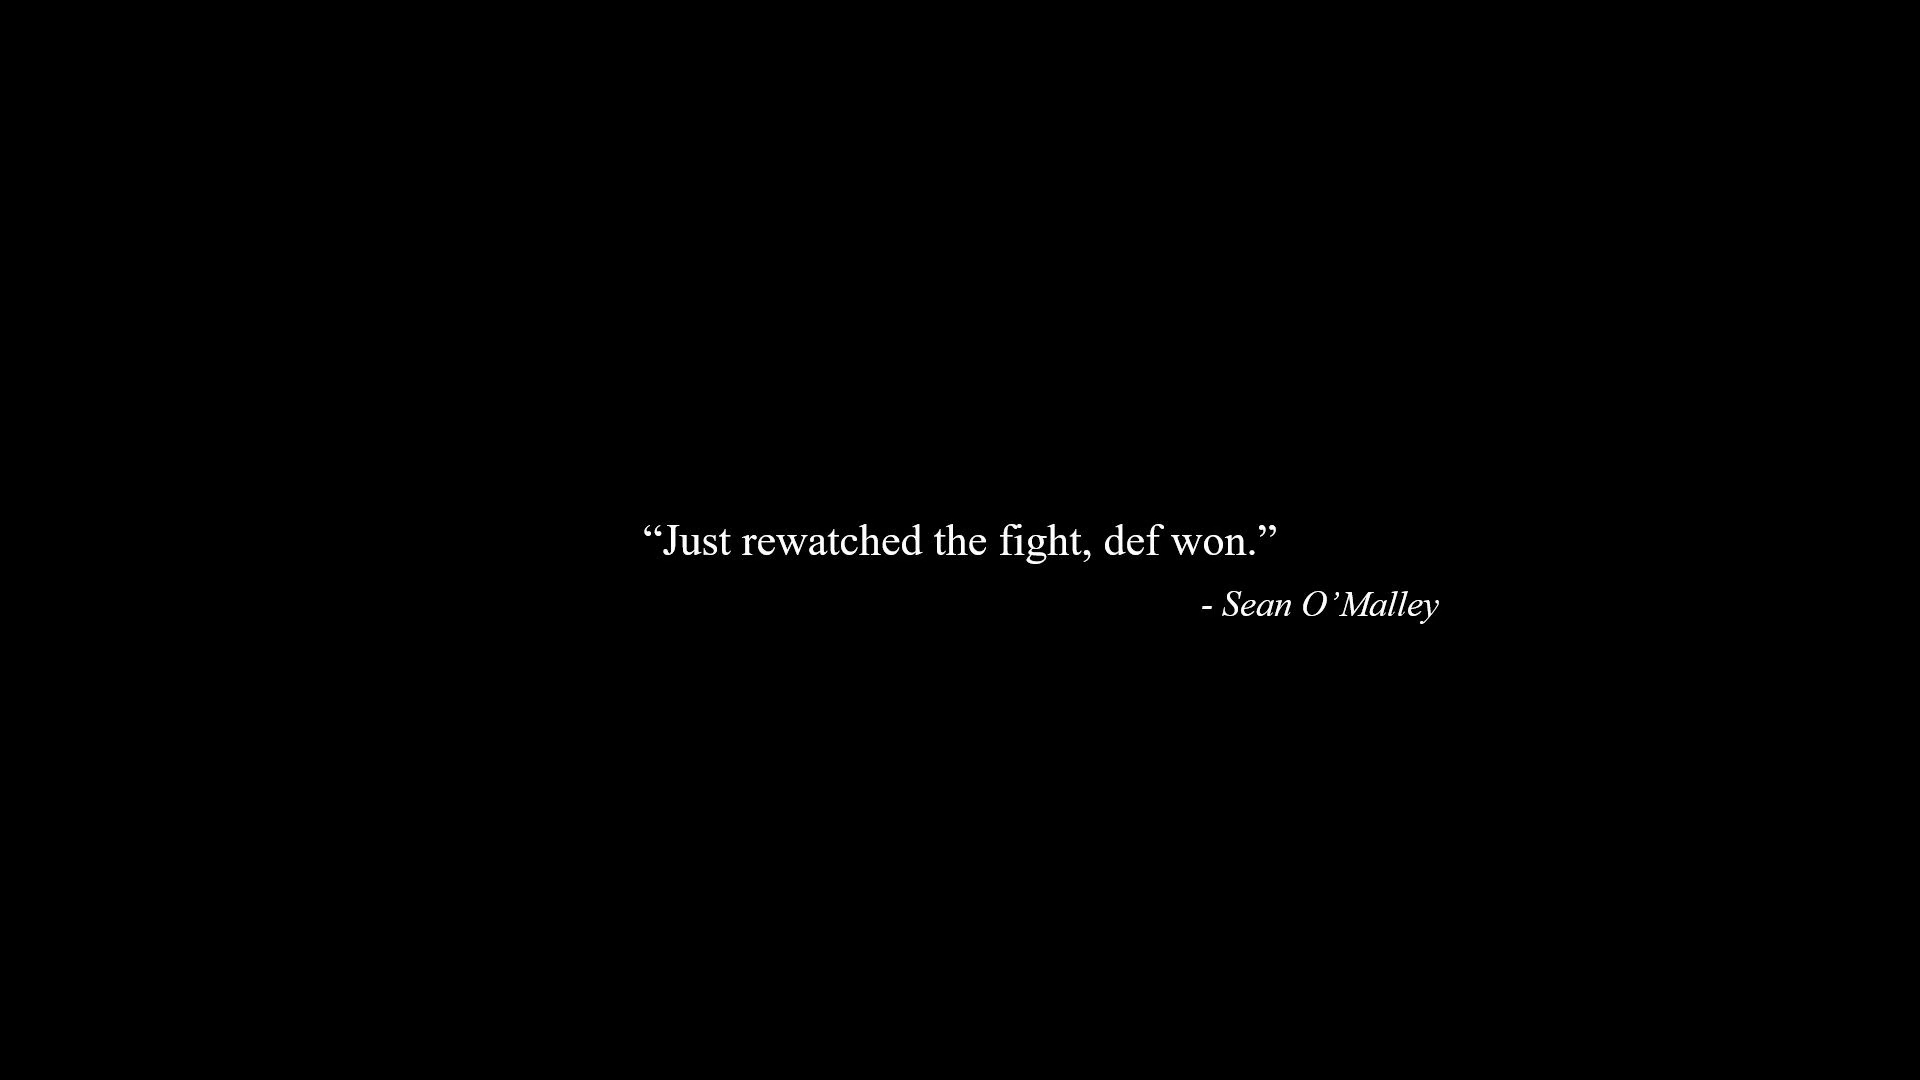 “Just rewatched the fight, def won.”
- Sean O’Malley